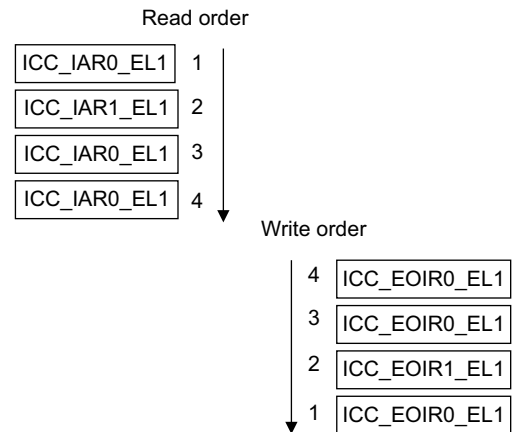 Read order
ICC_IAR0_EL1 1
ICC_IAR1_EL1 2
ICC_IAR0_EL1 3
ICC_IAR0_EL1 4
Write order
4 ICC_EOIR0_EL1
3 ICC_EOIR0_EL1
2 ICC_EOIR1_EL1
1 ICC_EOIR0_EL1